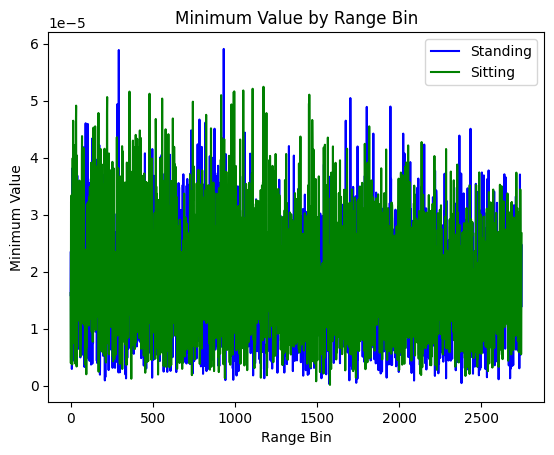 Minimum Value by Range Bin
1e−5
Standing
Sitting
6
5
4
3
2
1
0
Minimum Value
0
500
1000
1500
2000
2500
Range Bin